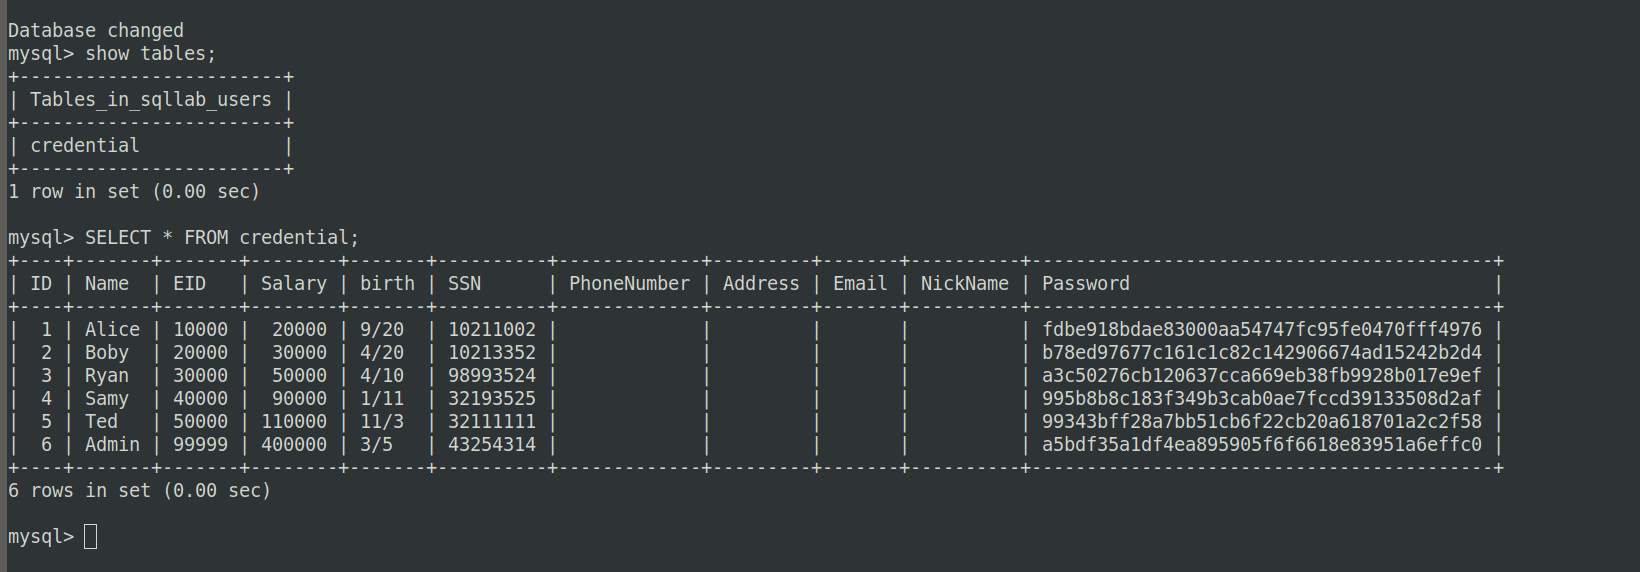 Database changed
mysql> show tables;
+------------------------+
| Tables_in_sqllab_users |
+------------------------+
| credential             |
+------------------------+
1 row in set (0.00 sec)
mysql> SELECT * FROM credential;
+----+-------+-------+--------+-------+----------+-------------+---------+-------+----------+------------------------------------------+
| ID | Name  | EID   | Salary | birth | SSN      | PhoneNumber | Address | Email | NickName | Password                                 |
+----+-------+-------+--------+-------+----------+-------------+---------+-------+----------+------------------------------------------+
|  1 | Alice | 10000 |  20000 | 9/20  | 10211002 |             |         |       |          | fdbe918bdae83000aa54747fc95fe0470fff4976 |
|  2 | Boby  | 20000 |  30000 | 4/20  | 10213352 |             |         |       |          | b78ed97677c161c1c82c142906674ad15242b2d4 |
|  3 | Ryan  | 30000 |  50000 | 4/10  | 98993524 |             |         |       |          | a3c50276cb120637cca669eb38fb9928b017e9ef |
|  4 | Samy  | 40000 |  90000 | 1/11  | 32193525 |             |         |       |          | 995b8b8c183f349b3cab0ae7fccd39133508d2af |
|  5 | Ted   | 50000 | 110000 | 11/3  | 32111111 |             |         |       |          | 99343bff28a7bb51cb6f22cb20a618701a2c2f58 |
|  6 | Admin | 99999 | 400000 | 3/5   | 43254314 |             |         |       |          | a5bdf35a1df4ea895905f6f6618e83951a6effc0 |
+----+-------+-------+--------+-------+----------+-------------+---------+-------+----------+------------------------------------------+
6 rows in set (0.00 sec)
mysql>